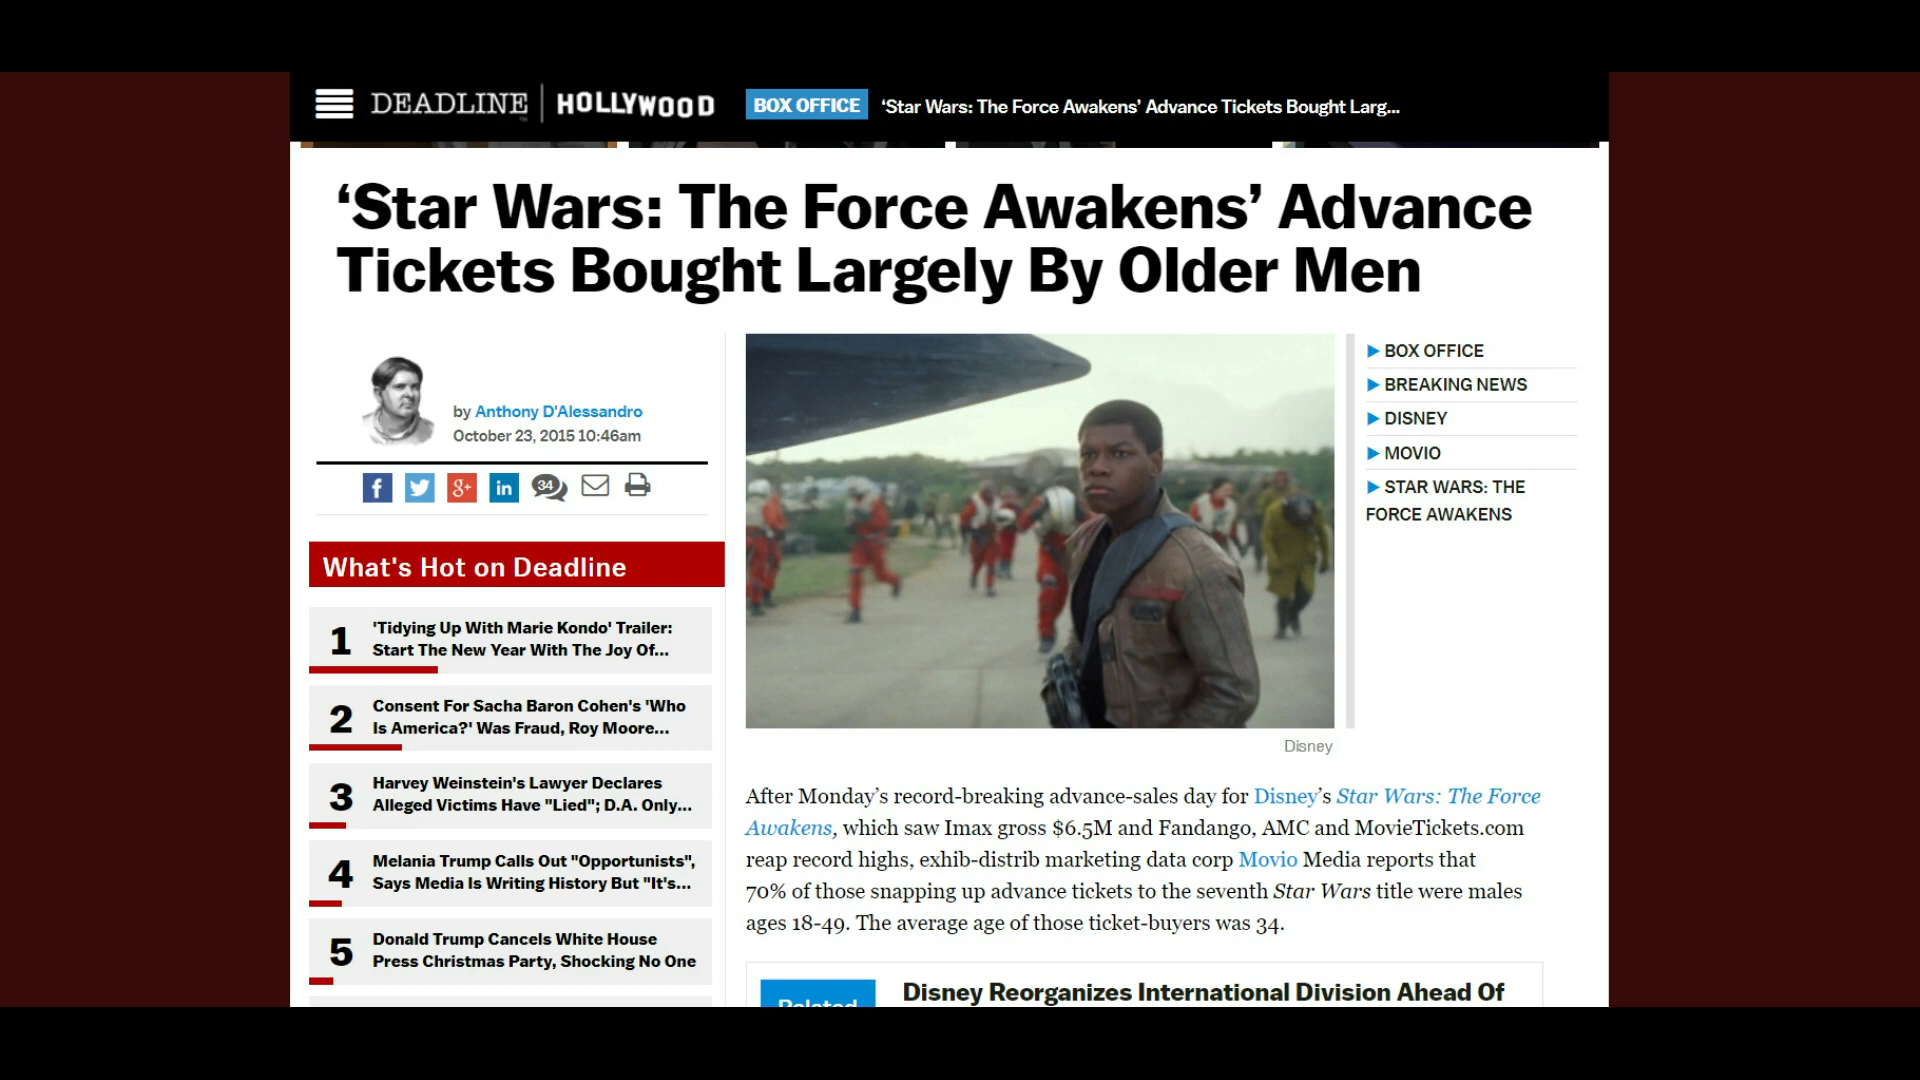 DEADLINE HOLLYWOOD BOX OFFICE ‘Star Wars: The Force Awakens’ Advance Tickets Bought Larg...
‘Star Wars: The Force Awakens’ Advance
Tickets Bought Largely By Older Men
by Anthony D'Alessandro
October 23, 2015 10:46am
34
What's Hot on Deadline
1
'Tidying Up With Marie Kondo' Trailer:
Start The New Year With The Joy Of...
2
Consent For Sacha Baron Cohen's 'Who
Is America?' Was Fraud, Roy Moore...
3
Harvey Weinstein's Lawyer Declares
Alleged Victims Have "Lied"; D.A. Only...
4
Melania Trump Calls Out "Opportunists",
Says Media Is Writing History But "It's...
5
Donald Trump Cancels White House
Press Christmas Party, Shocking No One
BOX OFFICE
BREAKING NEWS
DISNEY
MOVIO
STAR WARS: THE
FORCE AWAKENS
Disney
After Monday’s record-breaking advance-sales day for Disney’s Star Wars: The Force
Awakens, which saw Imax gross $6.5M and Fandango, AMC and MovieTickets.com
reap record highs, exhib-distrib marketing data corp Movio Media reports that
70% of those snapping up advance tickets to the seventh Star Wars title were males
ages 18-49. The average age of those ticket-buyers was 34.
Related
Disney Reorganizes International Division Ahead Of